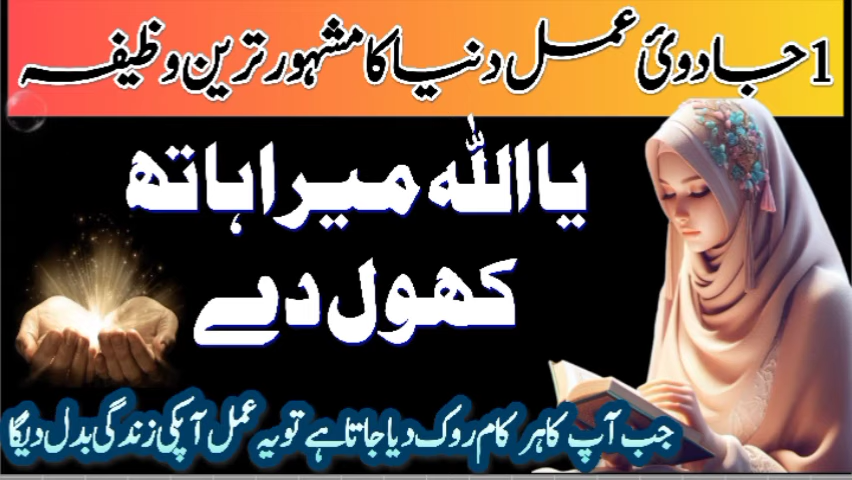 1 جادوئ عمل دنیا کا مشہور ترین وظیفہ
یا اللہ میرا ہاتھ
کھول دے
جب آپ کا ہر کام روک دیا جاتا ہے تو یہ عمل آپکی زندگی بدل دیگا